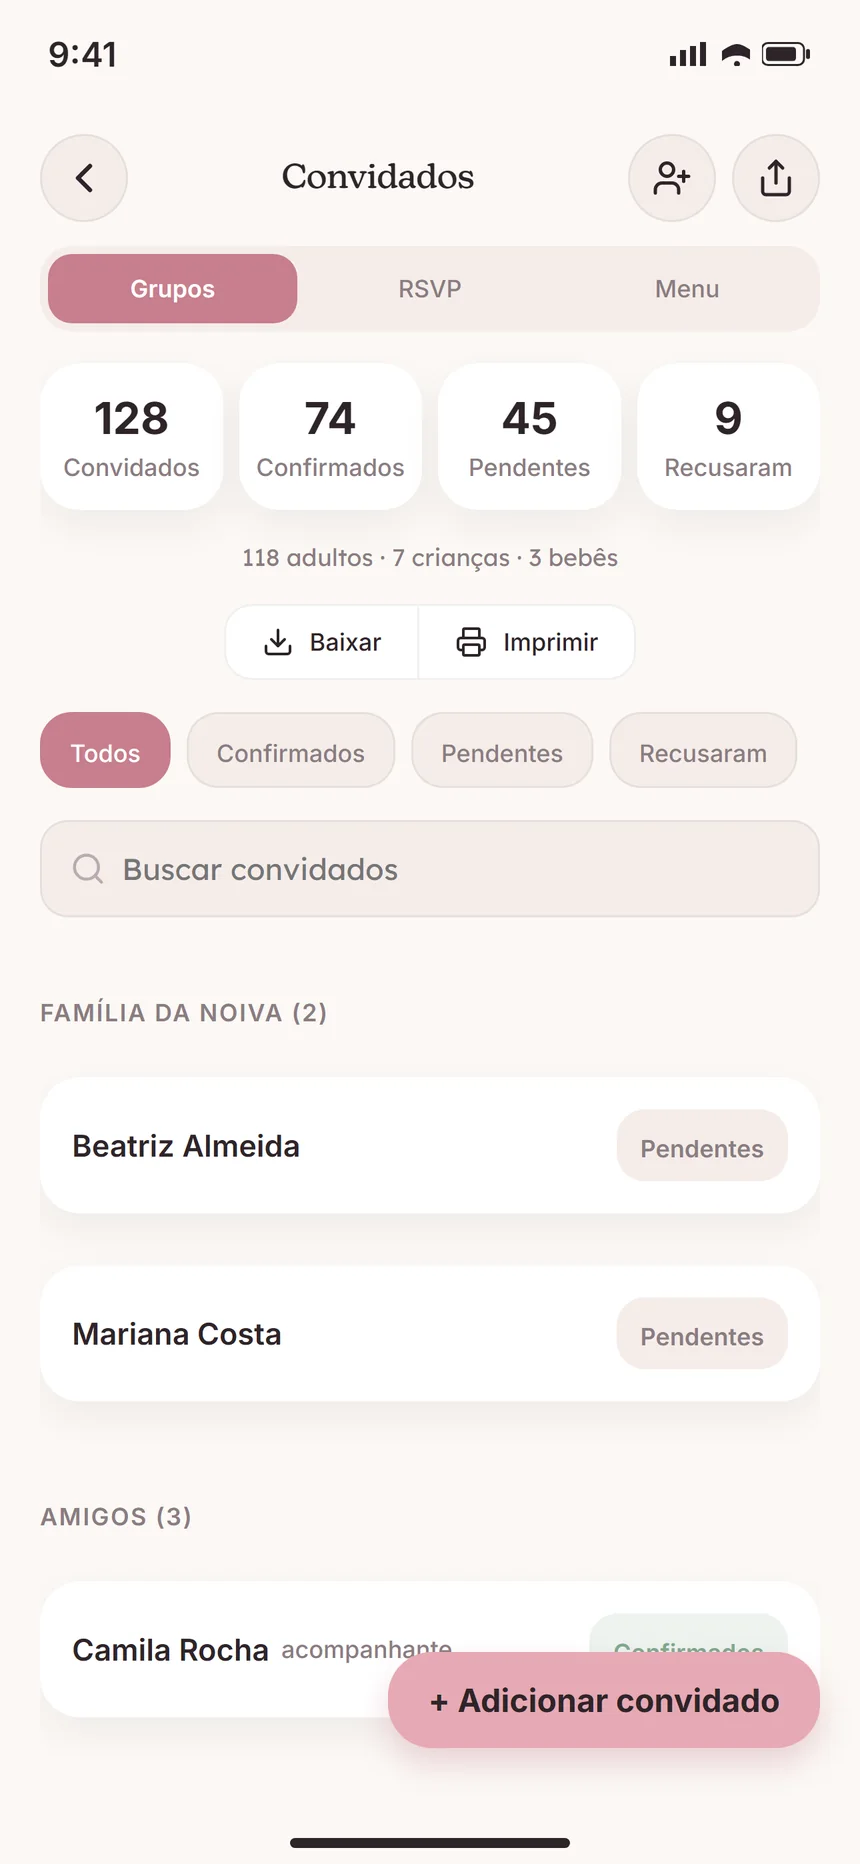 9:41
Convidados
Grupos RSVP Menu
128 74 45 9
Convidados Confirmados Pendentes Recusaram
118 adultos · 7 crianças · 3 bebês
Baixar Imprimir
Todos Confirmados Pendentes Recusaram
Buscar convidados
FAMÍLIA DA NOIVA (2)
Beatriz Almeida Pendentes
Mariana Costa Pendentes
AMIGOS (3)
Camila Rocha acompanhante Confirmados
+ Adicionar convidado